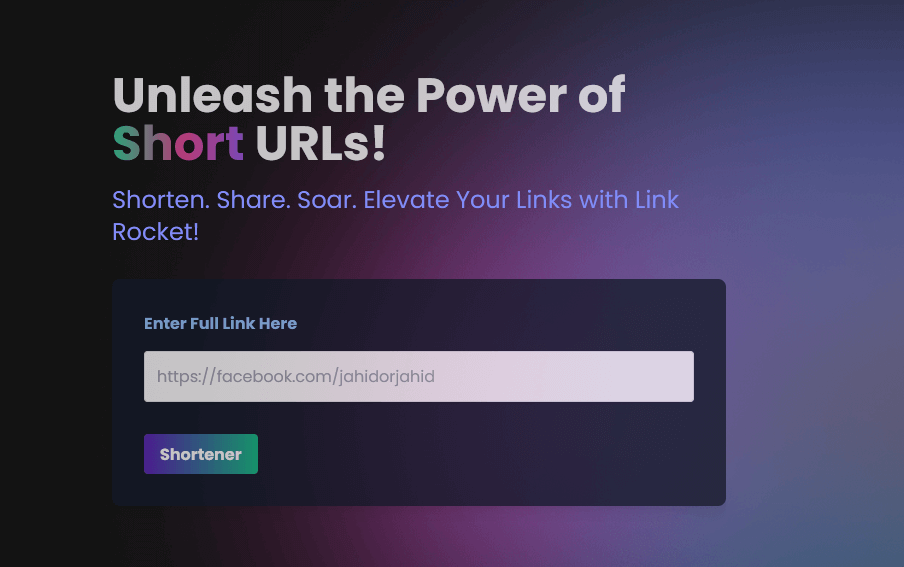 Unleash the Power of
Short URLs!
Shorten. Share. Soar. Elevate Your Links with Link
Rocket!
Enter Full Link Here
https://facebook.com/jahidorjahid
Shortener